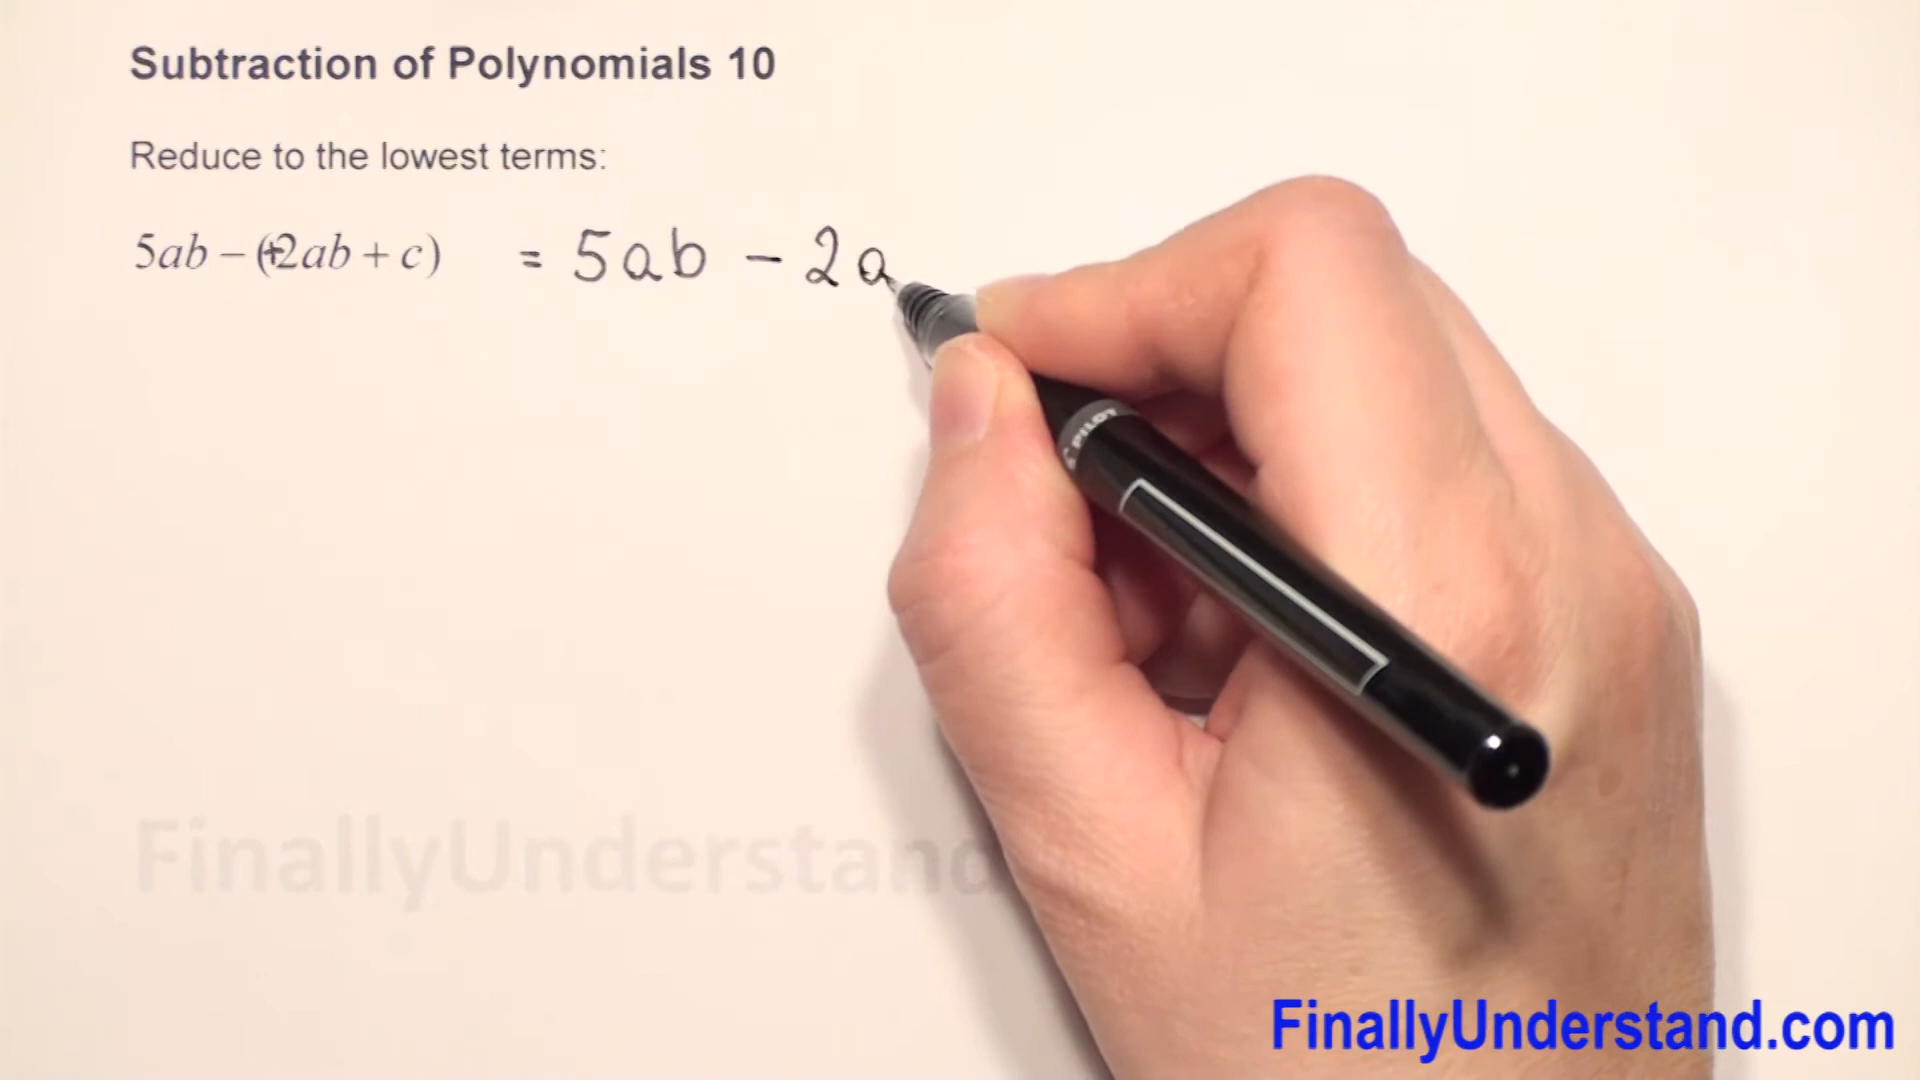 Subtraction of Polynomials 10
Reduce to the lowest terms:
5ab − (+2ab + c) = 5ab − 2a
PILOT
FinallyUnderstand
FinallyUnderstand.com